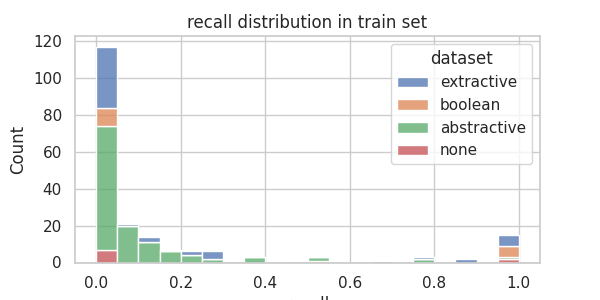 recall distribution in train set
120
100
80
60
40
20
0
Count
dataset
extractive
boolean
abstractive
none
0.0 0.2 0.4 0.6 0.8 1.0